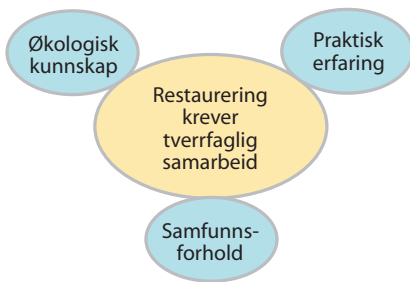 Økologisk
kunnskap
Praktisk
erfaring
Restaurering
krever
tverrfaglig
samarbeid
Samfunns-
forhold